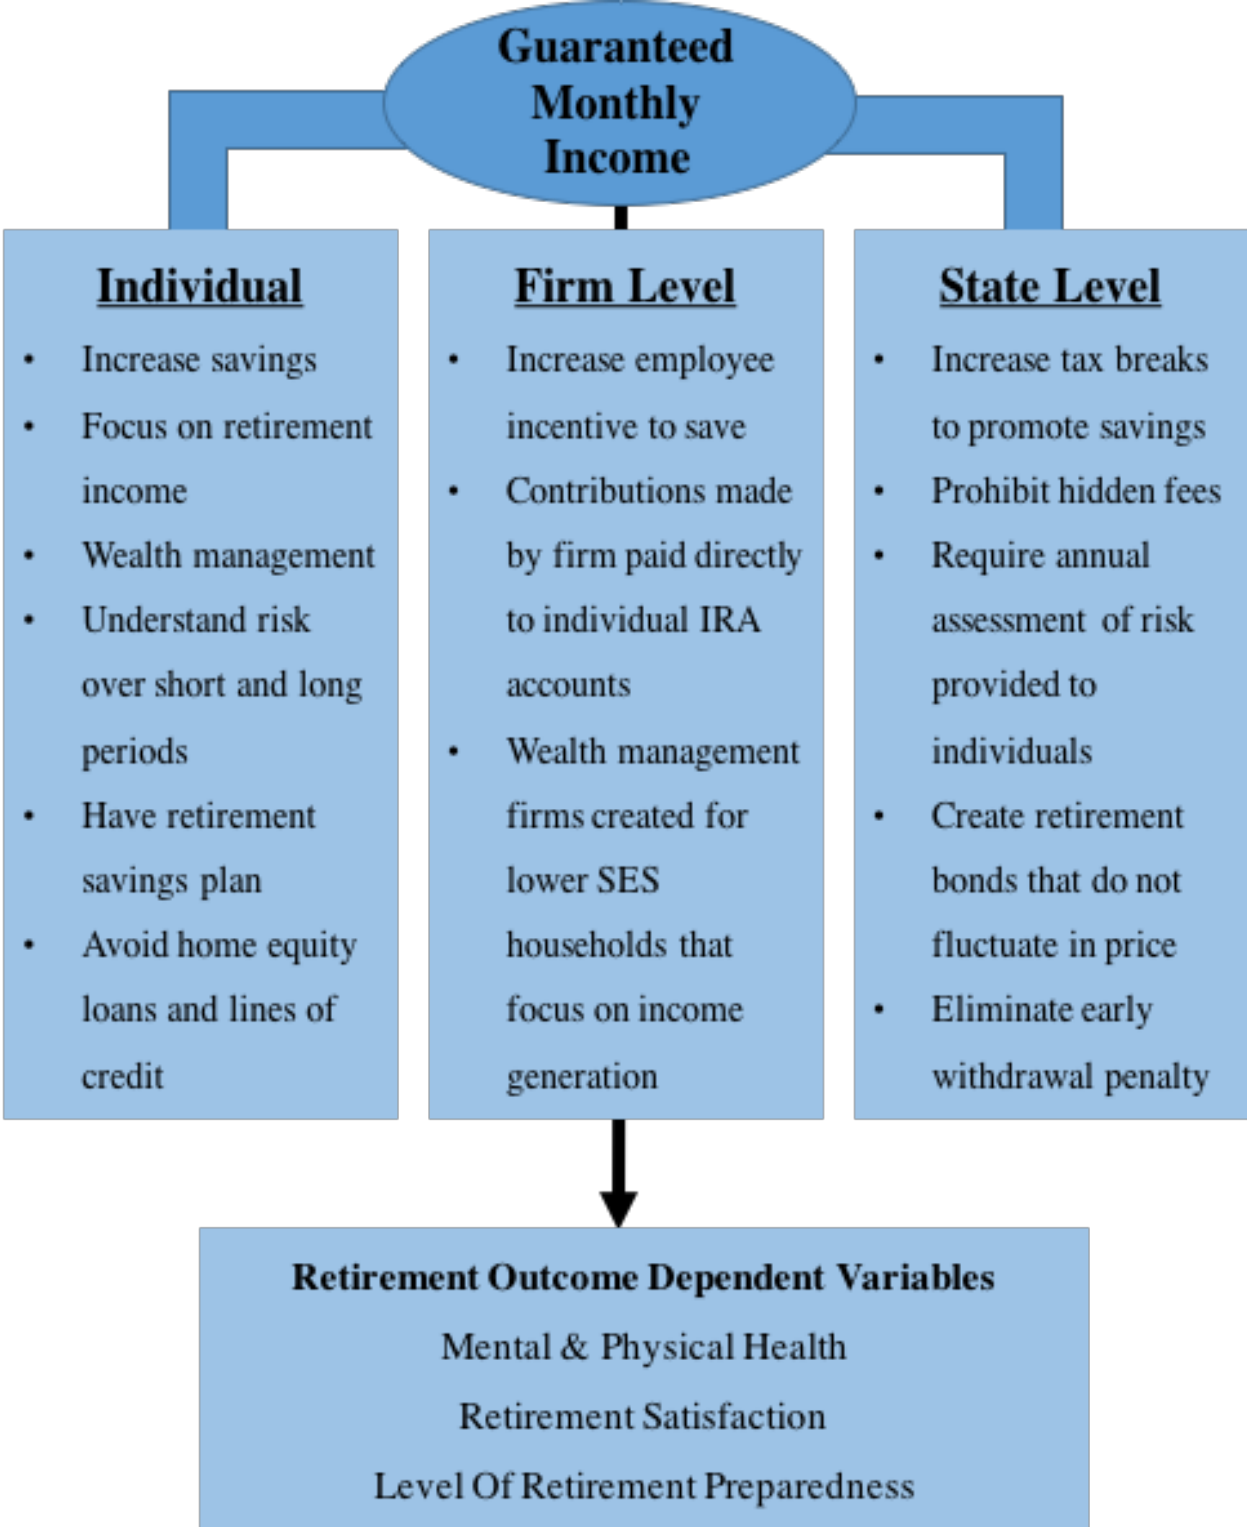 Guaranteed
Monthly
Income
Individual
• Increase savings
• Focus on retirement
income
• Wealth management
• Understand risk
over short and long
periods
• Have retirement
savings plan
• Avoid home equity
loans and lines of
credit
Firm Level
• Increase employee
incentive to save
• Contributions made
by firm paid directly
to individual IRA
accounts
• Wealth management
firms created for
lower SES
households that
focus on income
generation
State Level
• Increase tax breaks
to promote savings
• Prohibit hidden fees
• Require annual
assessment of risk
provided to
individuals
• Create retirement
bonds that do not
fluctuate in price
• Eliminate early
withdrawal penalty
Retirement Outcome Dependent Variables
Mental & Physical Health
Retirement Satisfaction
Level Of Retirement Preparedness